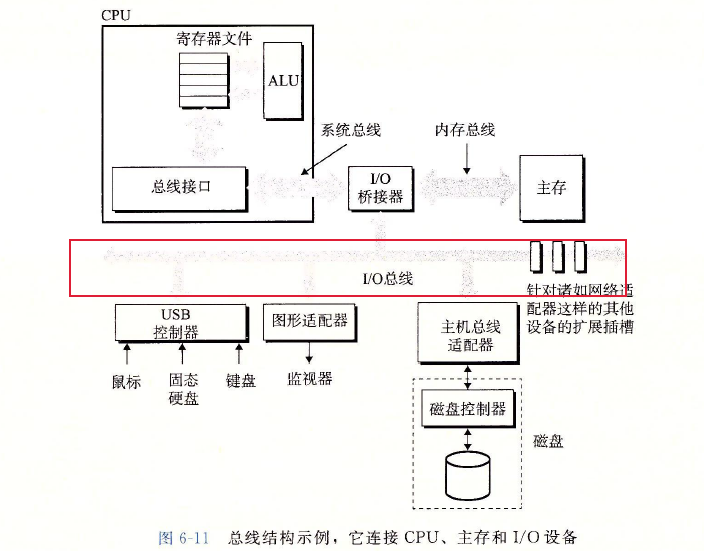 CPU
寄存器文件
ALU
系统总线
内存总线
总线接口
I/O
桥接器
主存
I/O总线
针对诸如网络适
配器这样的其他
设备的扩展插槽
USB
控制器
图形适配器
主机总线
适配器
鼠标
固态
硬盘
键盘
监视器
磁盘控制器
磁盘
图 6-11 总线结构示例，它连接 CPU、主存和 I/O 设备